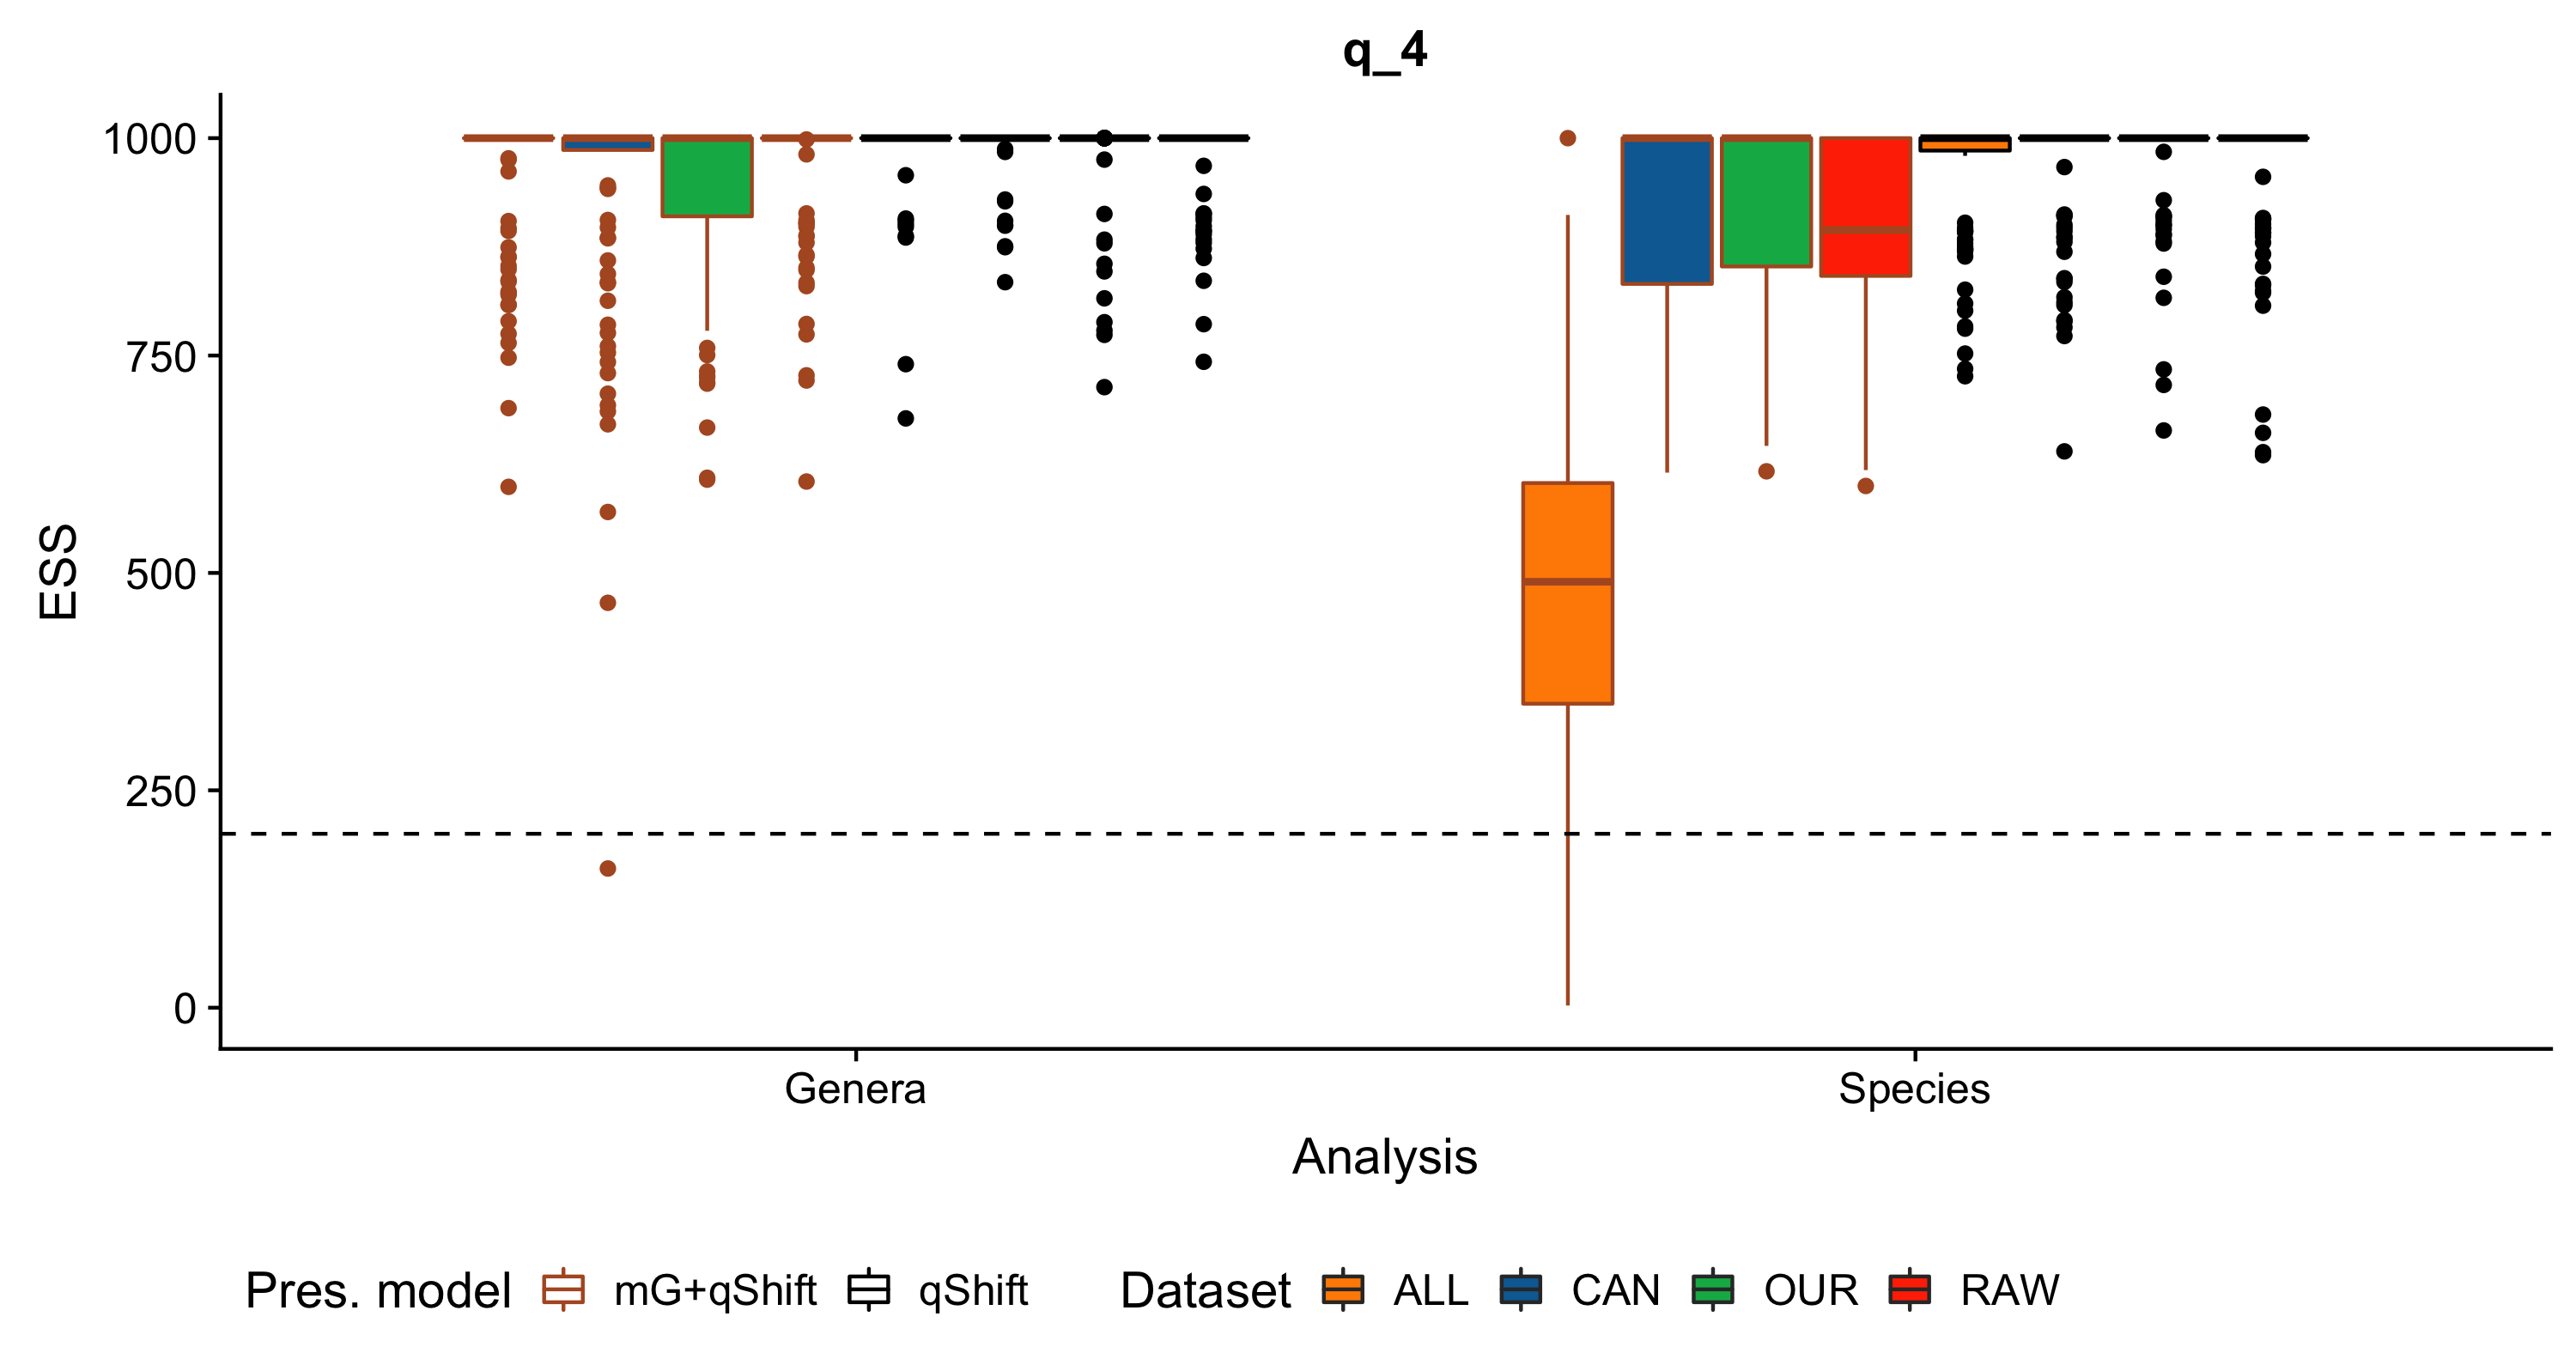 q_4
1000
750
500
250
0
ESS
Genera
Species
Analysis
Pres. model mG+qShift qShift Dataset ALL CAN OUR RAW